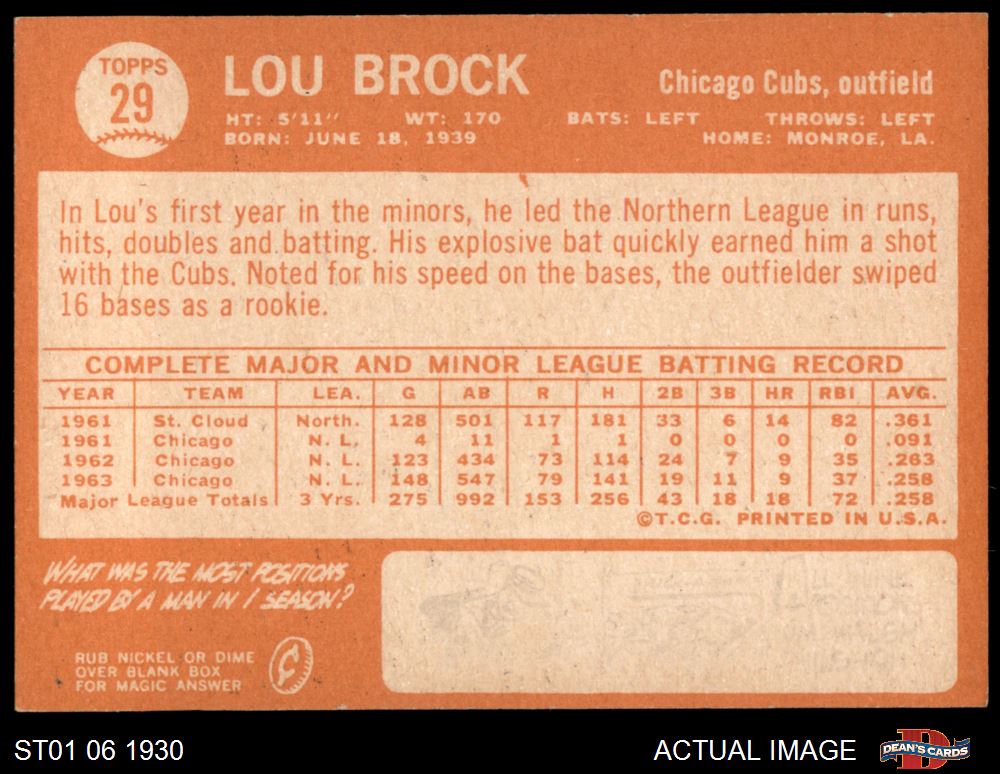 TOPPS
29
LOU BROCK
Chicago Cubs, outfield
HT: 5'11" WT: 170 BATS: LEFT THROWS: LEFT
BORN: JUNE 18, 1939 HOME: MONROE, LA.
In Lou's first year in the minors, he led the Northern League in runs,
hits, doubles and batting. His explosive bat quickly earned him a shot
with the Cubs. Noted for his speed on the bases, the outfielder swiped
16 bases as a rookie.
COMPLETE MAJOR AND MINOR LEAGUE BATTING RECORD
YEAR TEAM LEA. G AB R H 2B 3B HR RBI AVG.
1961 St. Cloud North. 128 501 117 181 33 6 14 82 .361
1961 Chicago N. L. 4 11 1 1 0 0 0 0 .091
1962 Chicago N. L. 123 434 73 114 24 7 9 35 .263
1963 Chicago N. L. 148 547 79 141 19 11 9 37 .258
Major League Totals 3 Yrs. 275 992 153 256 43 18 18 72 .258
©T.C.G. PRINTED IN U.S.A.
WHAT WAS THE MOST POSITIONS
PLAYED BY A MAN IN 1 SEASON?
RUB NICKEL OR DIME
OVER BLANK BOX
FOR MAGIC ANSWER
ST01 06 1930
ACTUAL IMAGE
DEAN'S CARDS